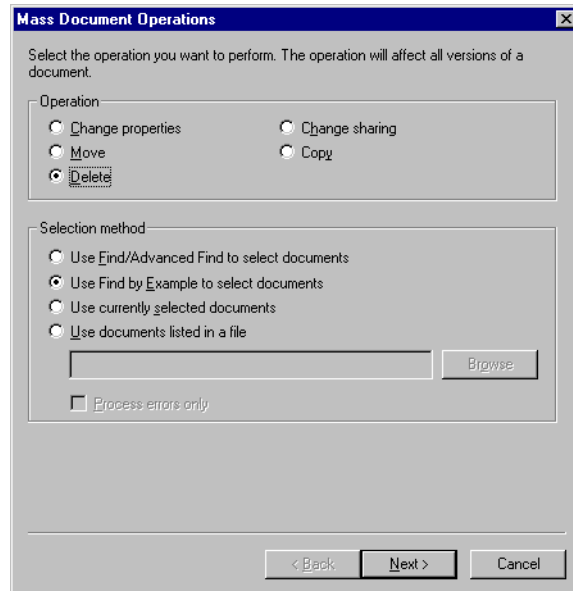 Mass Document Operations
Select the operation you want to perform. The operation will affect all versions of a
document.
Operation
Change properties
Change sharing
Move
Copy
Delete
Selection method
Use Find/Advanced Find to select documents
Use Find by Example to select documents
Use currently selected documents
Use documents listed in a file
Browse
Process errors only
< Back
Next >
Cancel